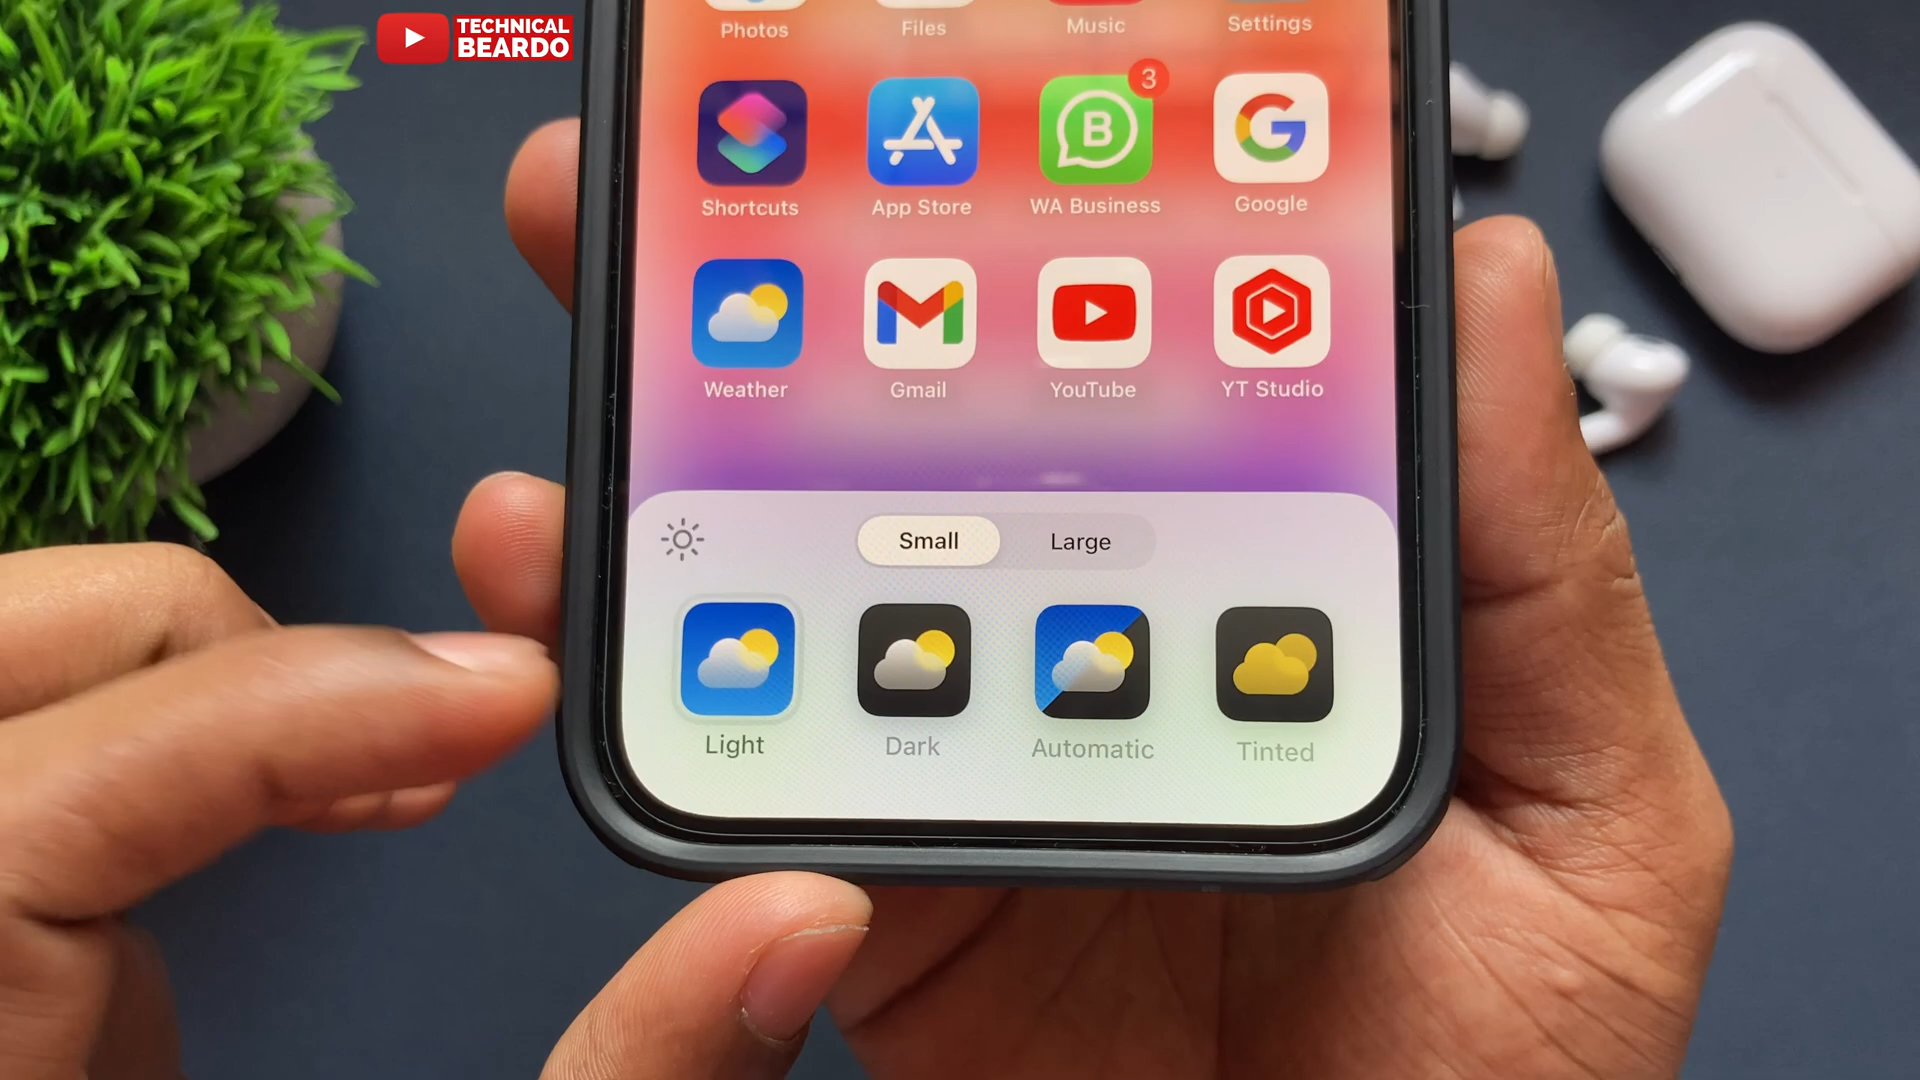 TECHNICAL
BEARDO
Photos Files Music Settings
3
Shortcuts App Store WA Business Google
Weather Gmail YouTube YT Studio
Small Large
Light Dark Automatic Tinted